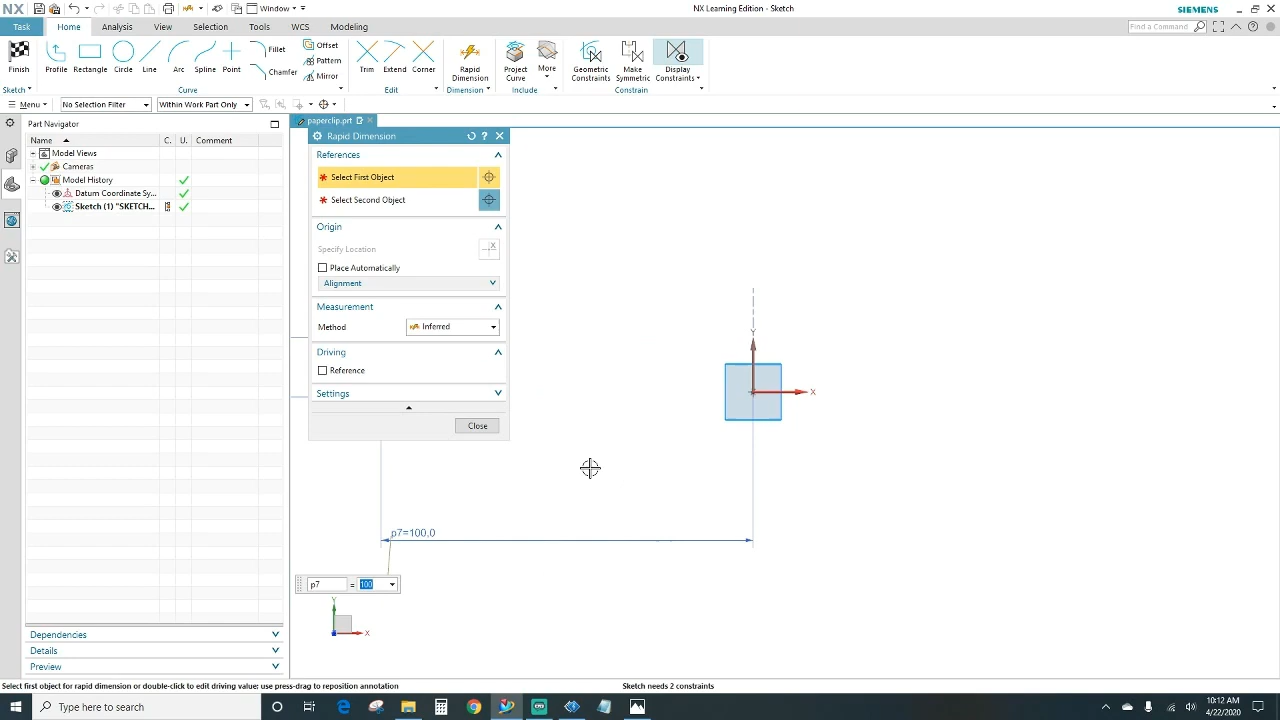 NX Window NX Learning Edition - Sketch SIEMENS
Task Home Analysis View Selection Tools WCS Modeling Find a Command
Finish Profile Rectangle Circle Line Arc Spline Point Fillet Chamfer Offset Pattern Mirror Trim Extend Corner Rapid Dimension Project Curve More Geometric Constraints Make Symmetric Display Constraints
Sketch Curve Edit Dimension Include Constrain
Menu No Selection Filter Within Work Part Only
Part Navigator paperclip.prt
Name C. U. Comment
Model Views
Cameras
Model History
Datum Coordinate Sy...
Sketch (1) "SKETCH...
Rapid Dimension
References
Select First Object
Select Second Object
Origin
Specify Location
Place Automatically
Alignment
Measurement
Method Inferred
Driving
Reference
Settings
Close
Y
X
p7=100,0
p7 = 100
Y
X
Dependencies
Details
Preview
Select first object for rapid dimension or double-click to edit driving value; use press-drag to reposition annotation Sketch needs 2 constraints
Type here to search
10:12 AM
4/22/2020